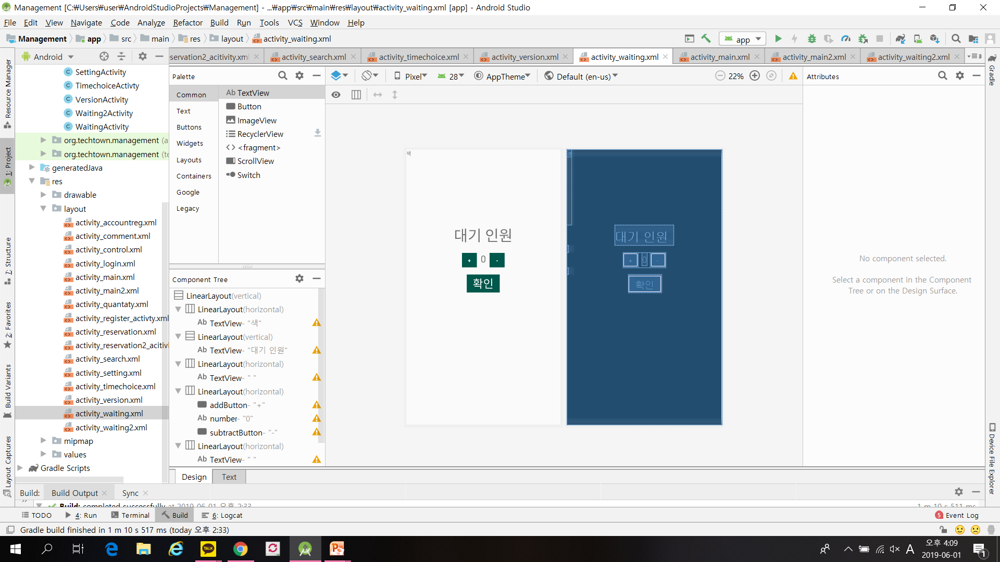 Management [C:₩Users₩user₩AndroidStudioProjects₩Management] - ...₩app₩src₩main₩res₩layout₩activity_waiting.xml [app] - Android Studio
File Edit View Navigate Code Analyze Refactor Build Run Tools VCS Window Help
Management app src main res layout activity_waiting.xml
app
Android
eservation2_acitivity.xml activity_search.xml activity_timechoice.xml activity_version.xml activity_waiting.xml activity_main.xml activity_main2.xml activity_waiting2.xml
3
Resource Manager
1: Project
7: Structure
2: Favorites
Build Variants
Layout Captures
SettingActivity
TimechoiceActivty
VersionActivity
Waiting2Activity
WaitingActivity
org.techtown.management (a
org.techtown.management (te
generatedJava
res
drawable
layout
activity_accountreg.xml
activity_comment.xml
activity_control.xml
activity_login.xml
activity_main.xml
activity_main2.xml
activity_quantaty.xml
activity_register_activty.xml
activity_reservation.xml
activity_reservation2_acitivi
activity_search.xml
activity_setting.xml
activity_timechoice.xml
activity_version.xml
activity_waiting.xml
activity_waiting2.xml
mipmap
values
Gradle Scripts
Palette
Common
Text
Buttons
Widgets
Layouts
Containers
Google
Legacy
Ab TextView
Button
ImageView
RecyclerView
<fragment>
ScrollView
Switch
Component Tree
LinearLayout(vertical)
LinearLayout(horizontal)
Ab TextView- "색"
LinearLayout(vertical)
Ab TextView- "대기 인원"
LinearLayout(horizontal)
Ab TextView- " "
LinearLayout(horizontal)
addButton- "+"
Ab number- "0"
subtractButton- "-"
LinearLayout(horizontal)
Ab TextView- " "
Design Text
Pixel 28 AppTheme Default (en-us) 22%
색
대기 인원
+ 0 -
확인
색
대기 인원
+ 0 -
확인
Attributes
No component selected.
Select a component in the Component
Tree or on the Design Surface.
Gradle
Device File Explorer
Build: Build Output Sync
Build: completed successfully at 2019-06-01 오후 2:33
1 m 10 s 511 ms
TODO 4: Run Terminal Build 6: Logcat
5 Event Log
Gradle build finished in 1 m 10 s 517 ms (today 오후 2:33)
TALK
A
오후 4:09
2019-06-01
1